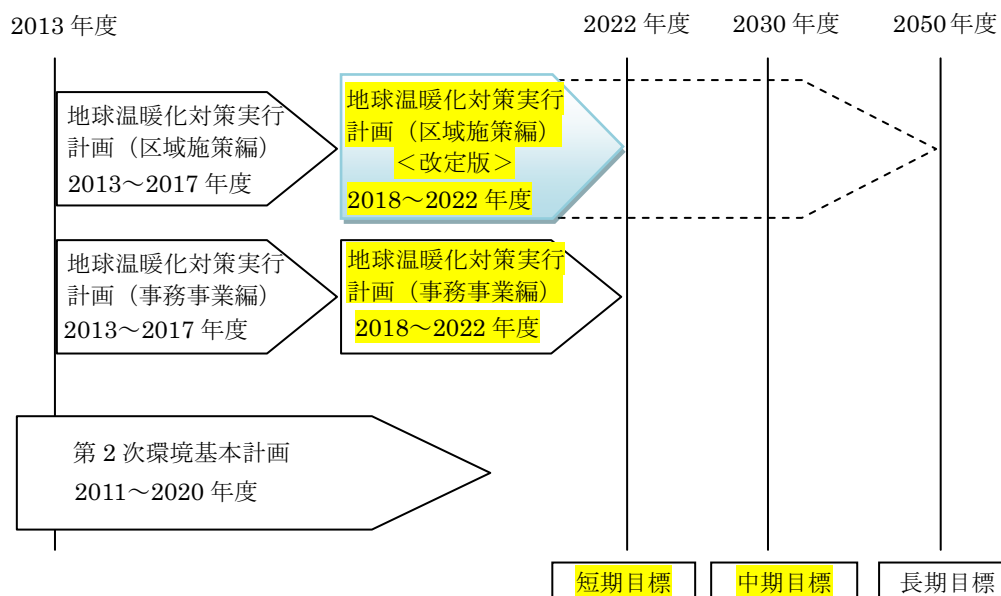 2013 年度
2022 年度
2030 年度
2050 年度
地球温暖化対策実行
計画（区域施策編）
2013～2017 年度
地球温暖化対策実行
計画（区域施策編）
＜改定版＞
2018～2022 年度
地球温暖化対策実行
計画（事務事業編）
2013～2017 年度
地球温暖化対策実行
計画（事務事業編）
2018～2022 年度
第 2 次環境基本計画
2011～2020 年度
短期目標
中期目標
長期目標